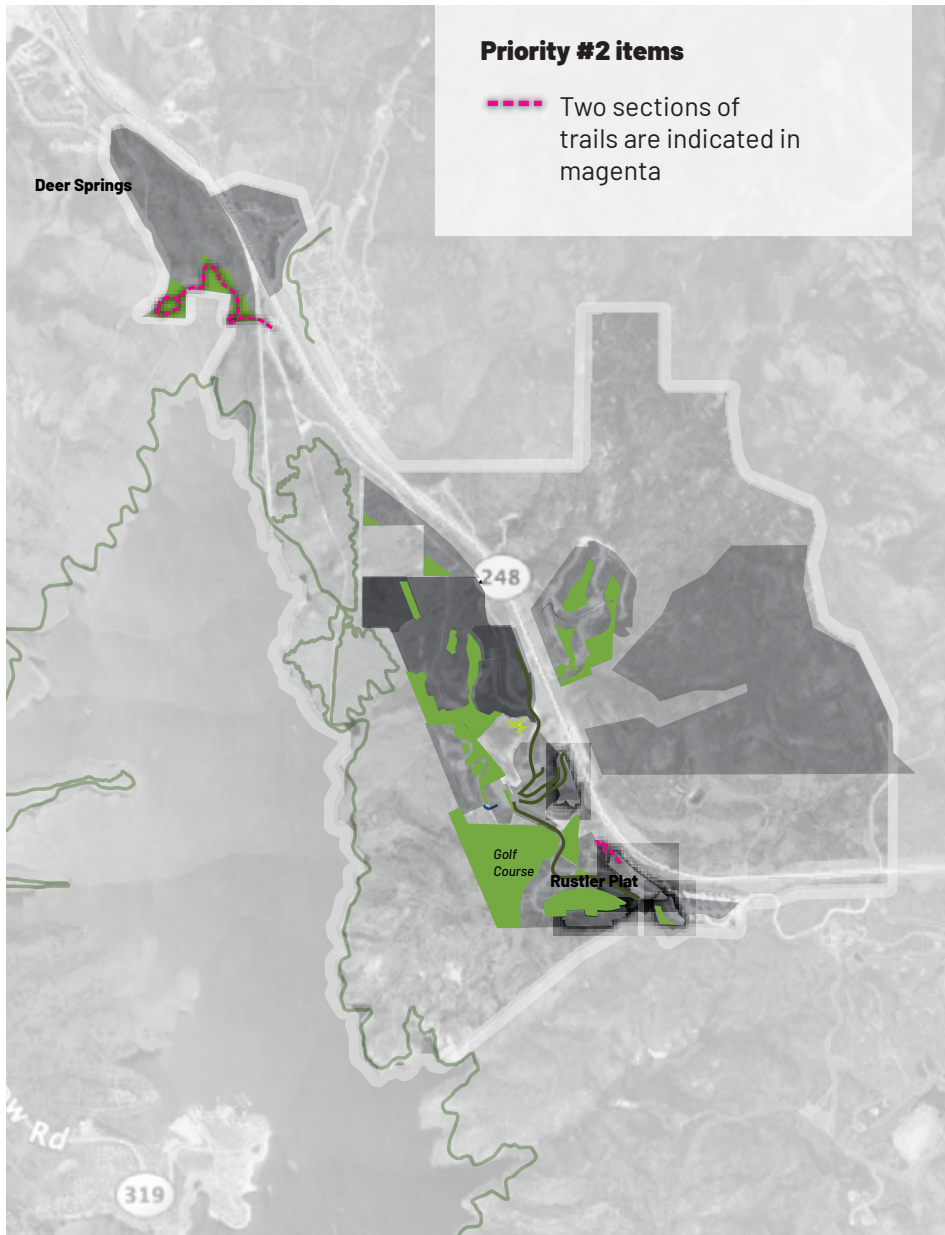 Priority #2 items
Two sections of
trails are indicated in
magenta
Deer Springs
248
Golf
Course
Rustler Plat
Rd
319